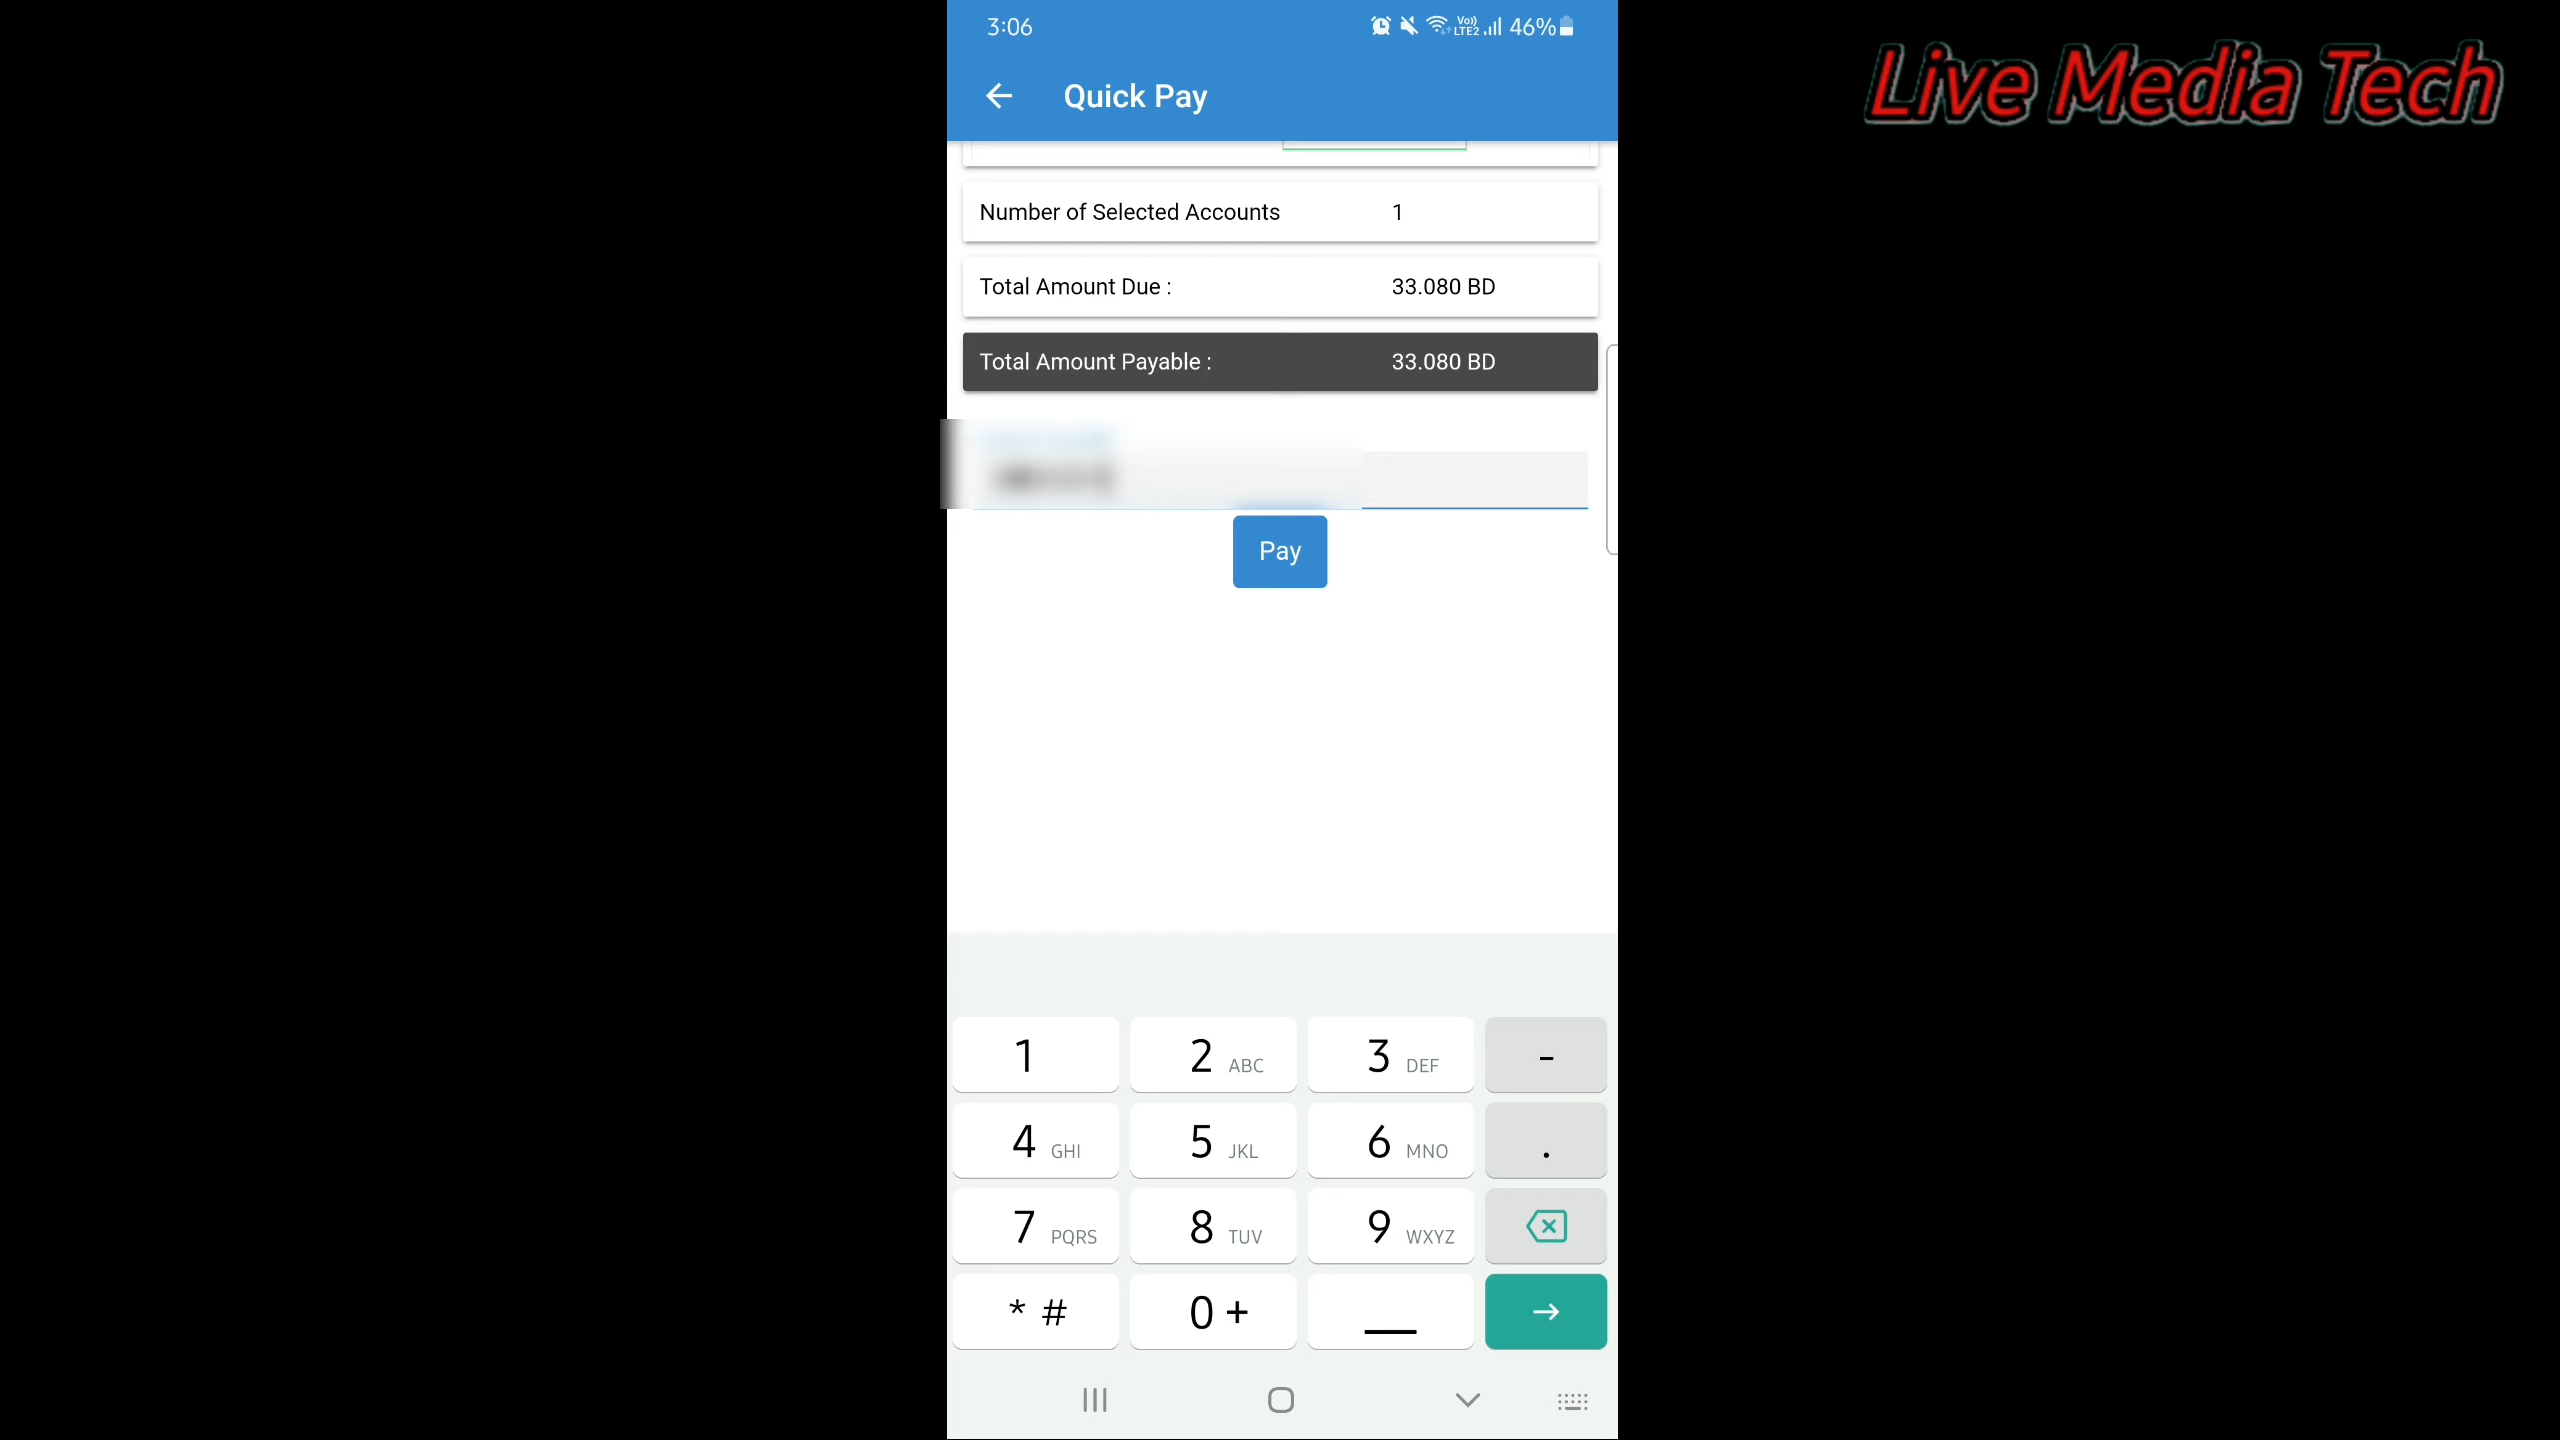 3:06
Vo)) LTE2 46%
Live Media Tech
Quick Pay
Number of Selected Accounts 1
Total Amount Due : 33.080 BD
Total Amount Payable : 33.080 BD
Pay
1 2 ABC 3 DEF -
4 GHI 5 JKL 6 MNO .
7 PQRS 8 TUV 9 WXYZ
* # 0 +